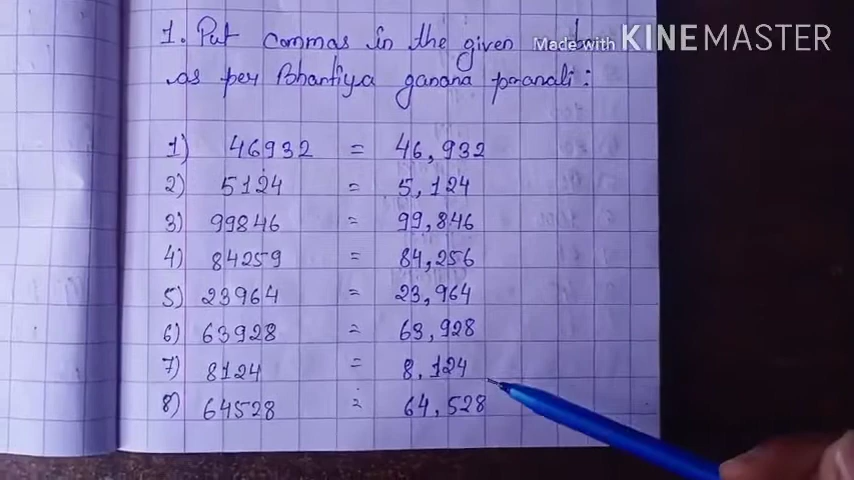 1. Put commas in the given
Made with KINEMASTER
as per Bhartiya ganana pranali:
1) 46932 = 46,932
2) 5124 = 5,124
3) 99846 = 99,846
4) 84259 = 84,256
5) 23964 = 23,964
6) 63928 = 63,928
7) 8124 = 8,124
8) 64528 = 64,528